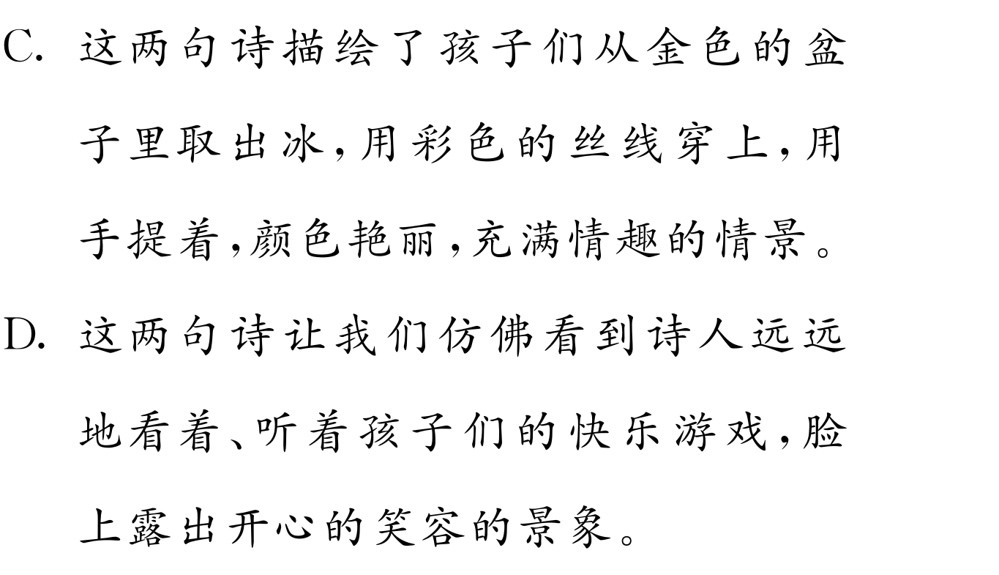 C. 这两句诗描绘了孩子们从金色的盆
子里取出冰,用彩色的丝线穿上,用
手提着,颜色艳丽,充满情趣的情景。
D. 这两句诗让我们仿佛看到诗人远远
地看着、听着孩子们的快乐游戏,脸
上露出开心的笑容的景象。